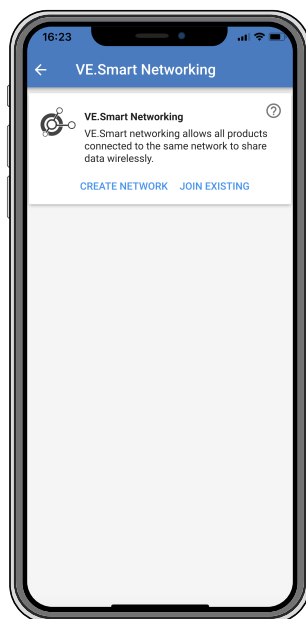 16:23
VE.Smart Networking
VE.Smart Networking
VE.Smart networking allows all products
connected to the same network to share
data wirelessly.
CREATE NETWORK JOIN EXISTING